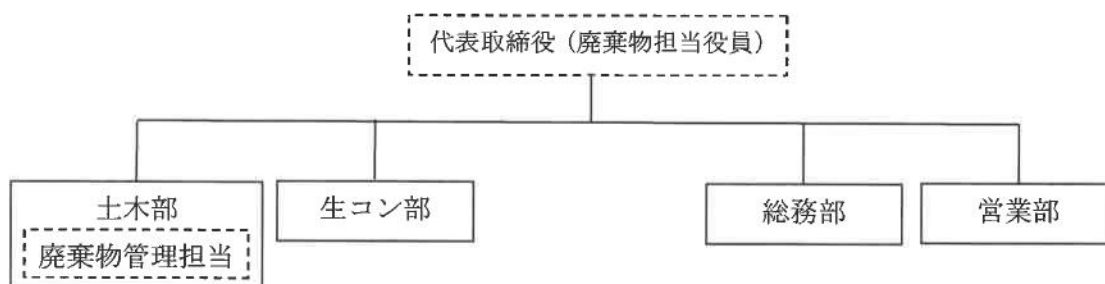 代表取締役（廃棄物担当役員）
土木部
生コン部
総務部
営業部
廃棄物管理担当